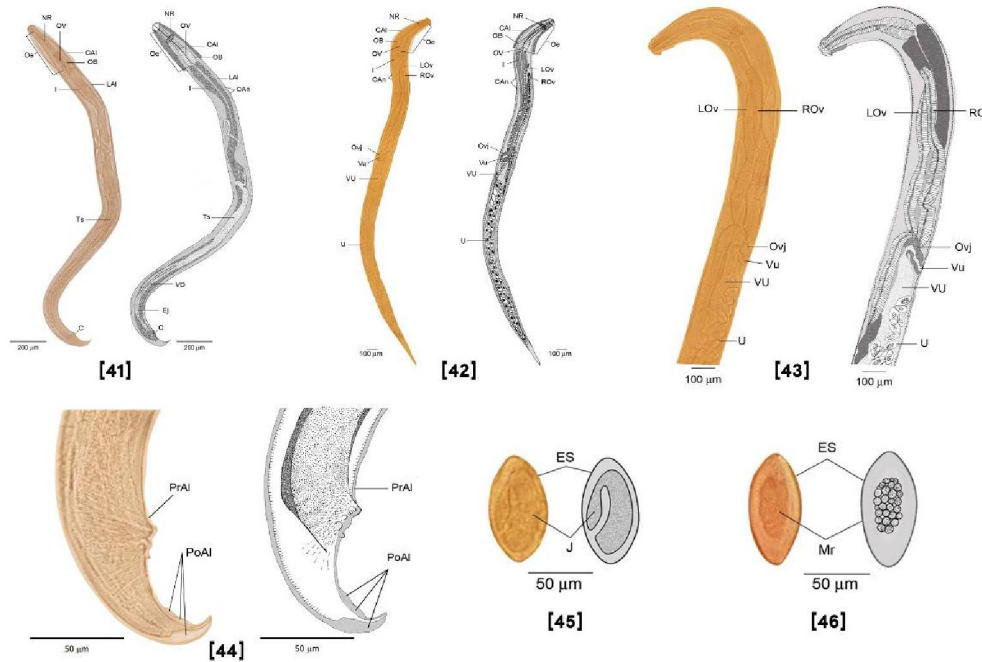 NR
OV
Oe
CAl
OB
LAl
I
Ts
C
200 μm
NR
OV
CAl
Oe
OB
LAl
I
CAn
Ts
VD
Ej
C
200 μm
[41]
NR
CAl
OB
Oe
OV
I
LOv
CAn
ROv
Ovj
Vu
VU
U
100 μm
NR
CAl
OB
Oe
OV
I
LOv
CAn
ROv
Ovj
Vu
VU
U
100 μm
[42]
LOv
ROv
Ovj
Vu
VU
U
100 μm
LOv
RO
Ovj
Vu
VU
U
100 μm
[43]
PrAl
PoAl
50 μm
PrAl
PoAl
50 μm
[44]
ES
J
50 μm
[45]
ES
Mr
50 μm
[46]